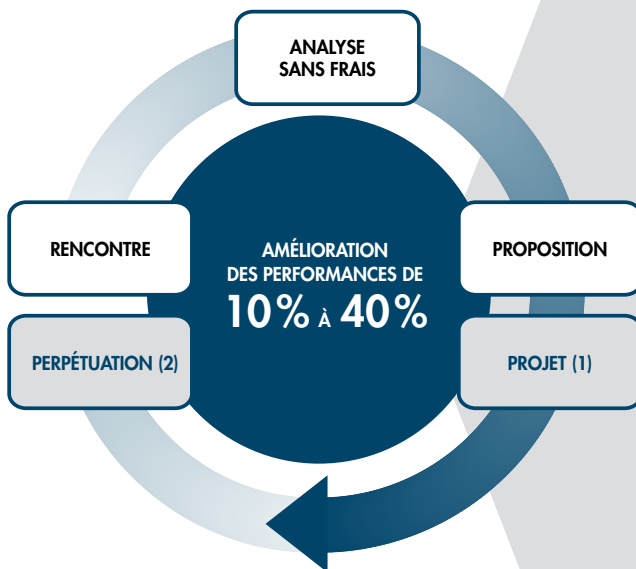 ANALYSE
SANS FRAIS
RENCONTRE
AMÉLIORATION
DES PERFORMANCES DE
10% À 40%
PROPOSITION
PERPÉTUATION (2)
PROJET (1)